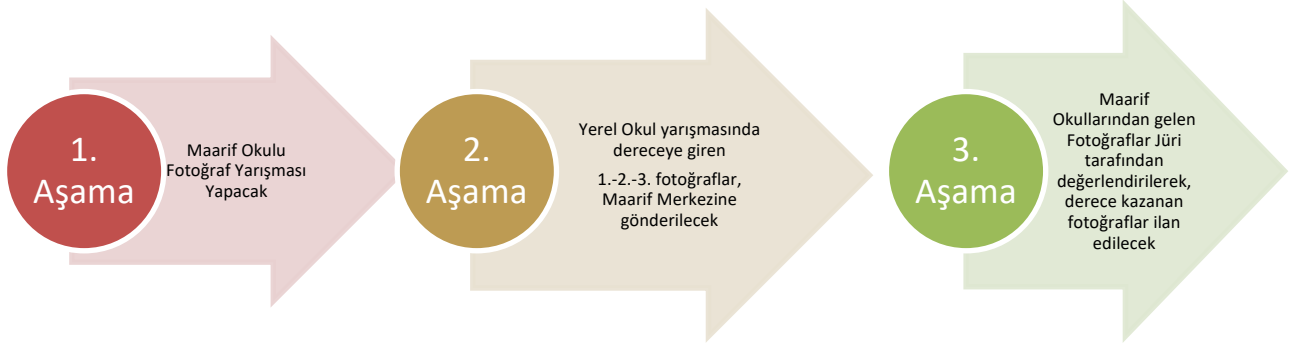 1.
Aşama
Maarif Okulu
Fotoğraf Yarışması
Yapacak
2.
Aşama
Yerel Okul yarışmasında
dereceye giren
1.-2.-3. fotoğraflar,
Maarif Merkezine
gönderilecek
3.
Aşama
Maarif
Okullarından gelen
Fotoğraflar Jüri
tarafından
değerlendirilerek,
derece kazanan
fotoğraflar ilan
edilecek